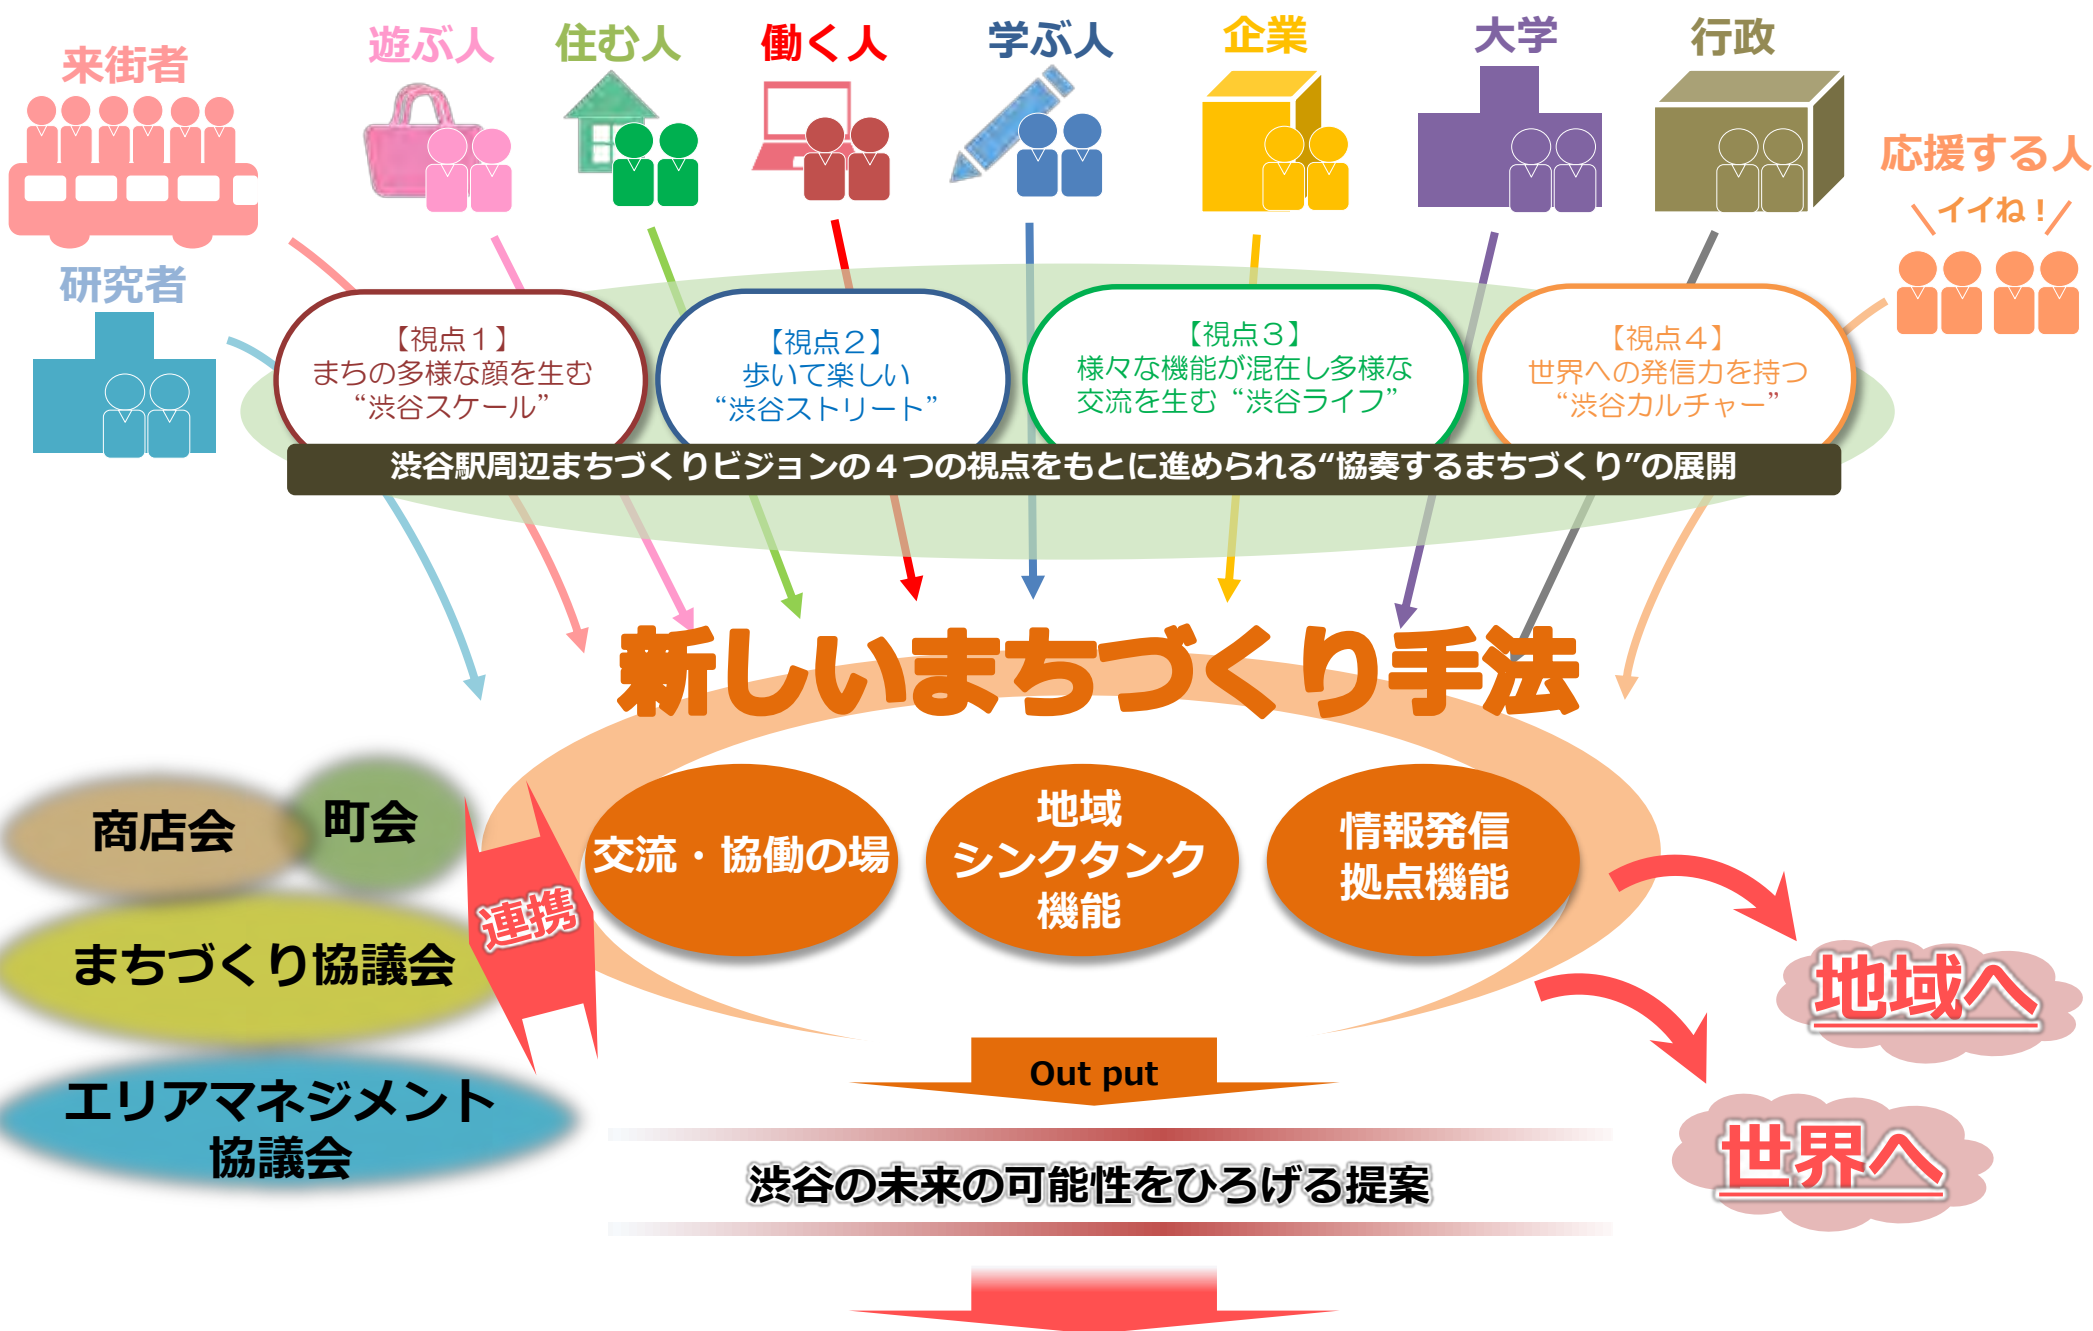 来街者
遊ぶ人
住む人
働く人
学ぶ人
企業
大学
行政
応援する人
イイね！
研究者
【視点１】
まちの多様な顔を生む
“渋谷スケール”
【視点２】
歩いて楽しい
“渋谷ストリート”
【視点３】
様々な機能が混在し多様な
交流を生む“渋谷ライフ”
【視点４】
世界への発信力を持つ
“渋谷カルチャー”
渋谷駅周辺まちづくりビジョンの４つの視点をもとに進められる“協奏するまちづくり”の展開
新しいまちづくり手法
商店会
町会
まちづくり協議会
エリアマネジメント
協議会
連携
交流・協働の場
地域
シンクタンク
機能
情報発信
拠点機能
地域へ
世界へ
Out put
渋谷の未来の可能性をひろげる提案